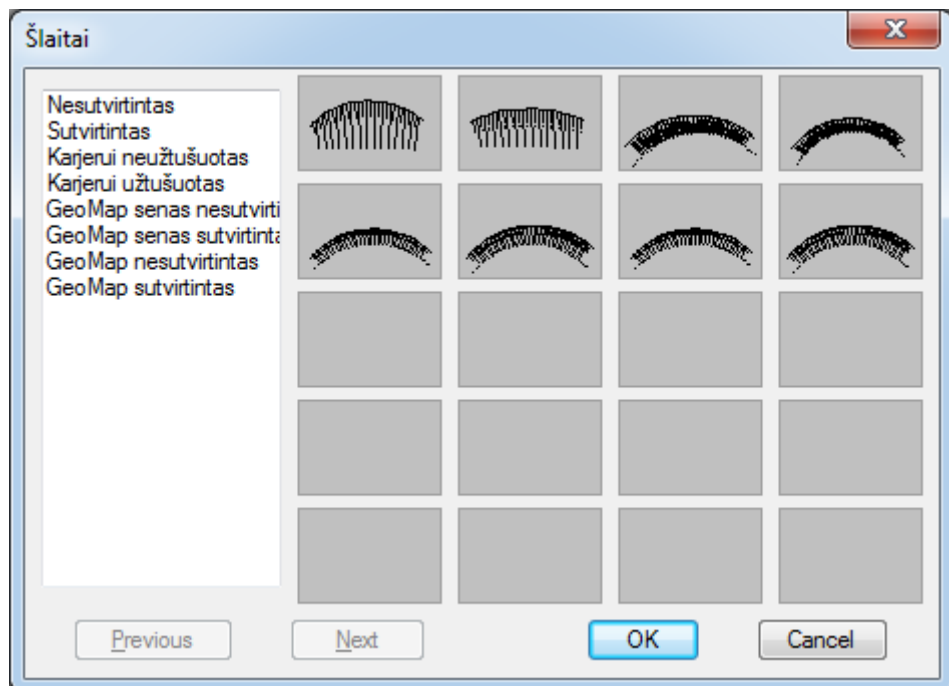 Šlaitai
Nesutvirtintas
Sutvirtintas
Karjerui neužtušuotas
Karjerui užtušuotas
GeoMap senas nesutvirti
GeoMap senas sutvirtinta
GeoMap nesutvirtintas
GeoMap sutvirtintas
Previous
Next
OK
Cancel